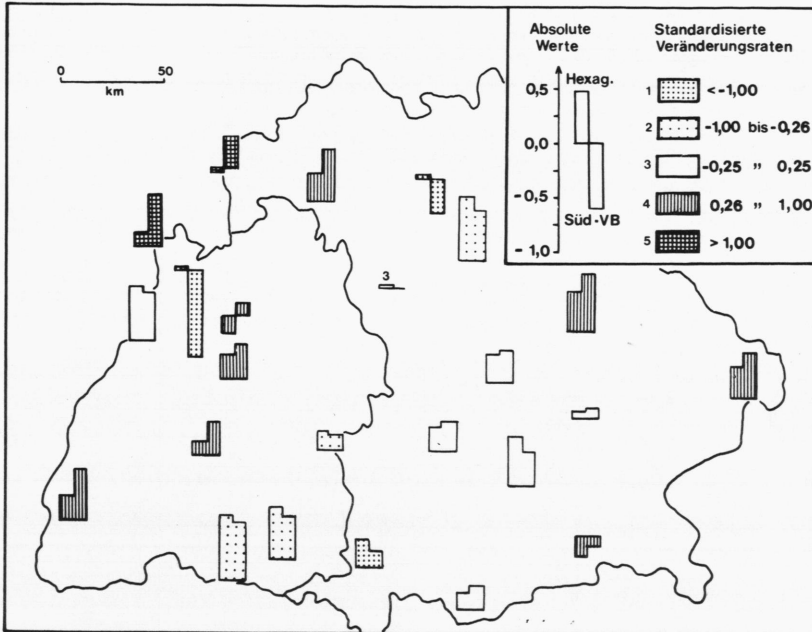 0 50
km
Absolute Werte
Standardisierte Veränderungsraten
Hexag.
0,5
0,0
- 0,5
- 1,0
Süd -VB
1 <-1,00
2 -1,00 bis -0,26
3 -0,25 " 0,25
4 0,26 " 1,00
5 > 1,00
3